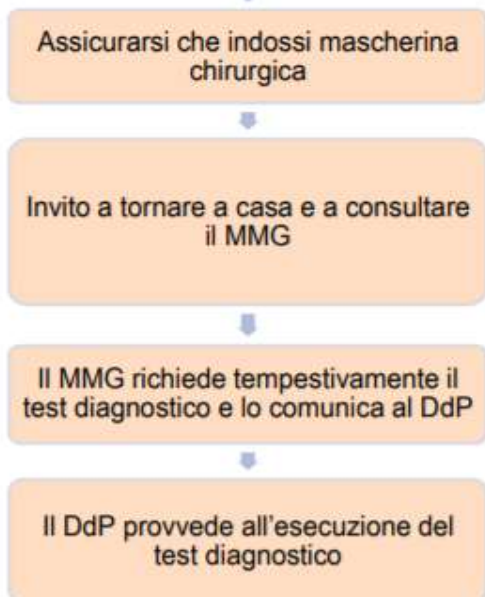 Assicurarsi che indossi mascherina
chirurgica
Invito a tornare a casa e a consultare
il MMG
Il MMG richiede tempestivamente il
test diagnostico e lo comunica al DdP
Il DdP provvede all'esecuzione del
test diagnostico